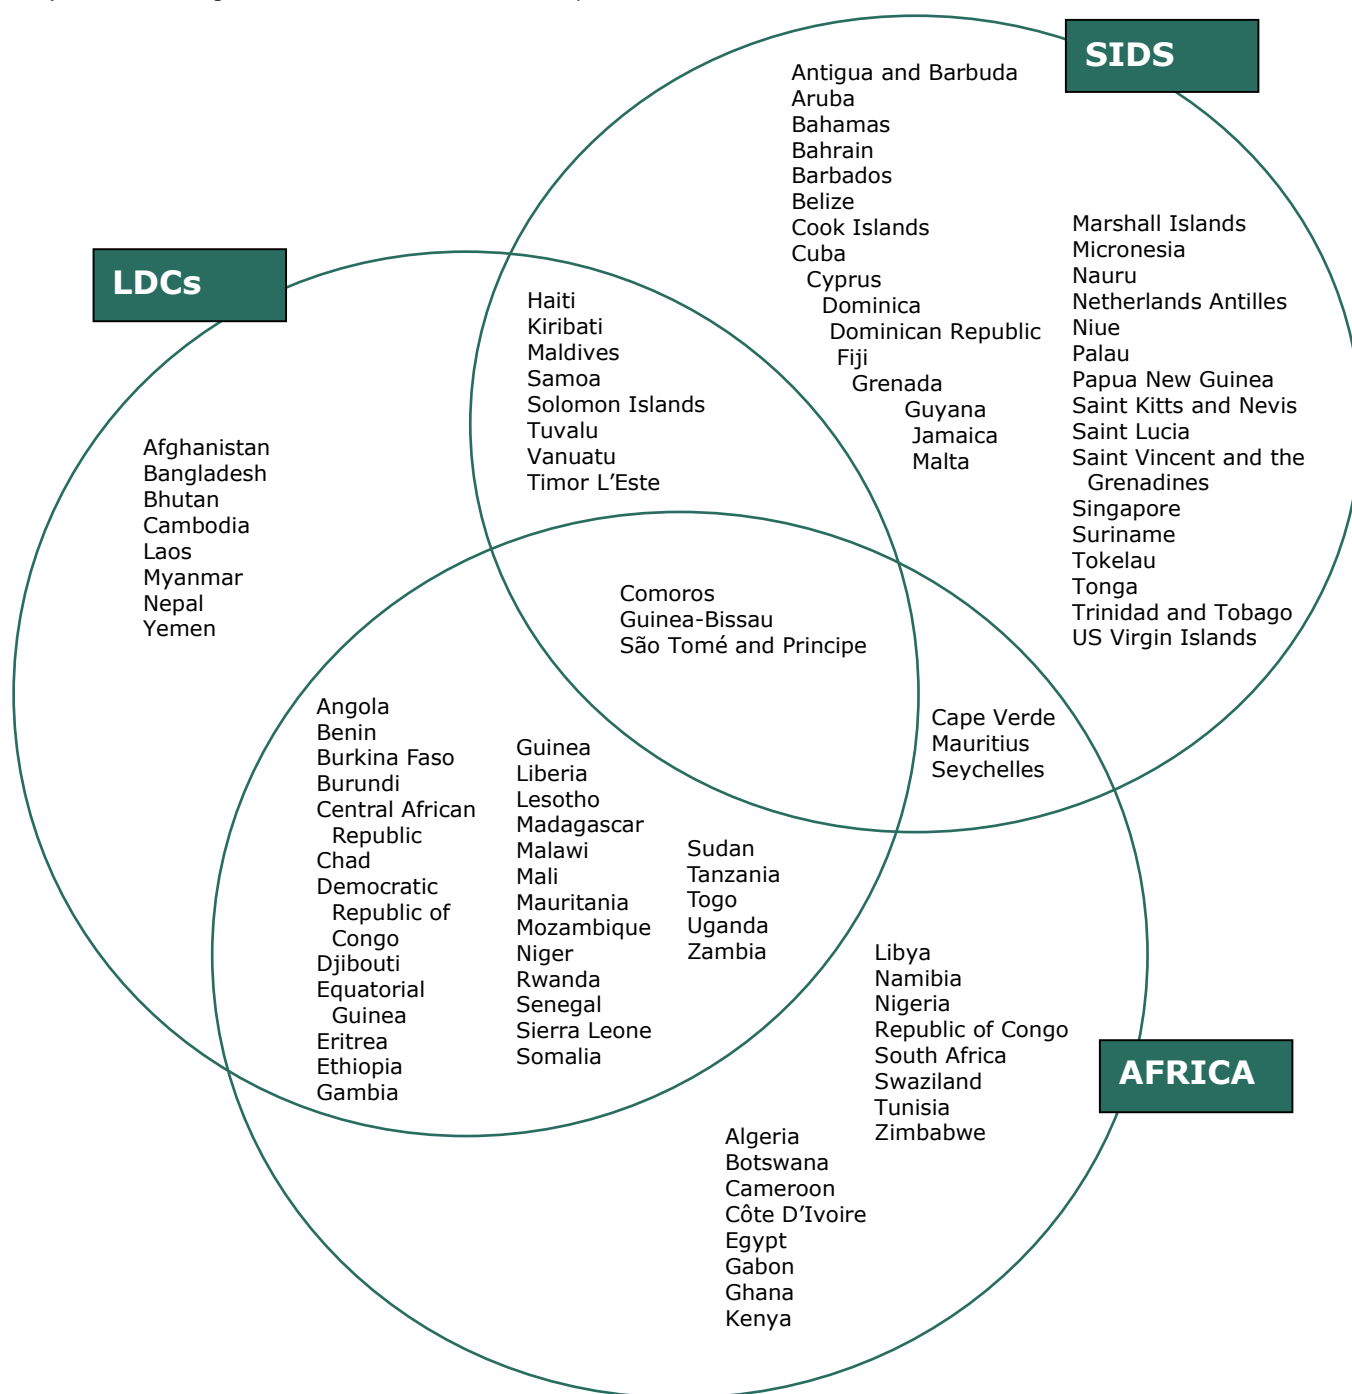 SIDS
Antigua and Barbuda
Aruba
Bahamas
Bahrain
Barbados
Belize
Cook Islands
Cuba
Cyprus
Dominica
Dominican Republic
Fiji
Grenada
Guyana
Jamaica
Malta
Marshall Islands
Micronesia
Nauru
Netherlands Antilles
Niue
Palau
Papua New Guinea
Saint Kitts and Nevis
Saint Lucia
Saint Vincent and the
Grenadines
Singapore
Suriname
Tokelau
Tonga
Trinidad and Tobago
US Virgin Islands
LDCs
Haiti
Kiribati
Maldives
Samoa
Solomon Islands
Tuvalu
Vanuatu
Timor L’Este
Afghanistan
Bangladesh
Bhutan
Cambodia
Laos
Myanmar
Nepal
Yemen
Comoros
Guinea-Bissau
São Tomé and Principe
Cape Verde
Mauritius
Seychelles
Angola
Benin
Burkina Faso
Burundi
Central African
Republic
Chad
Democratic
Republic of
Congo
Djibouti
Equatorial
Guinea
Eritrea
Ethiopia
Gambia
Guinea
Liberia
Lesotho
Madagascar
Malawi
Mali
Mauritania
Mozambique
Niger
Rwanda
Senegal
Sierra Leone
Somalia
Sudan
Tanzania
Togo
Uganda
Zambia
Libya
Namibia
Nigeria
Republic of Congo
South Africa
Swaziland
Tunisia
Zimbabwe
AFRICA
Algeria
Botswana
Cameroon
Côte D’Ivoire
Egypt
Gabon
Ghana
Kenya